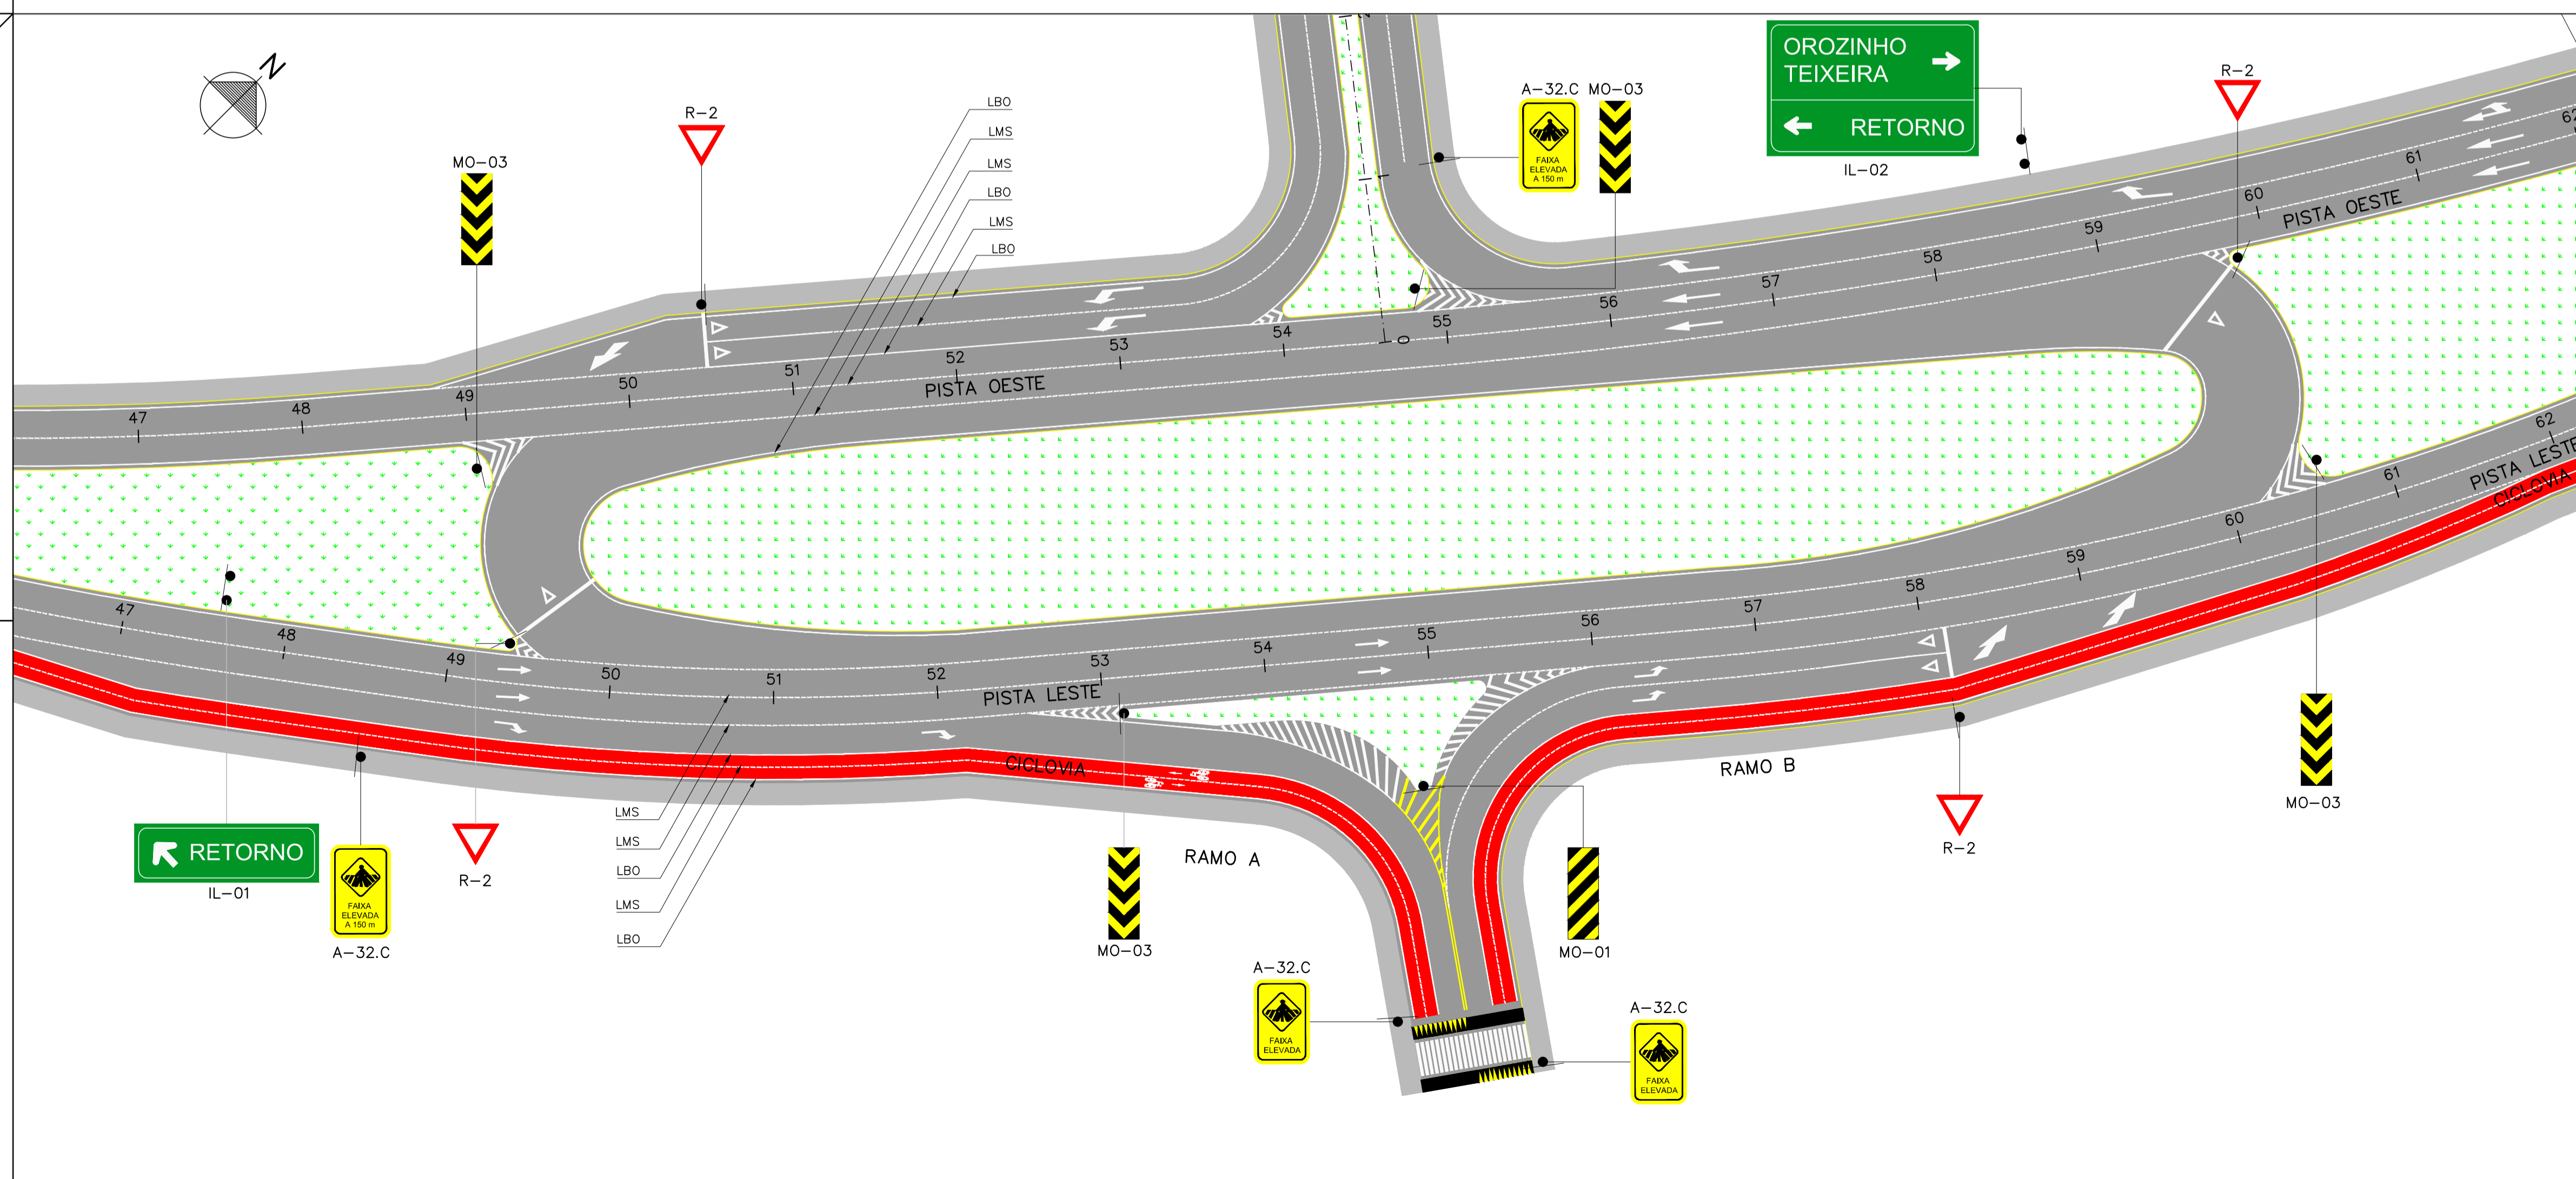 N
R-2
MO-03
LBO
LMS
LMS
LBO
LMS
LBO
A-32.C
MO-03
FAIXA
ELEVADA
A 150 m
OROZINHO
TEIXEIRA
RETORNO
IL-02
R-2
1
0
47
48
49
50
51
52
53
54
55
56
57
58
59
60
61
62
PISTA OESTE
PISTA OESTE
47
48
49
50
51
52
53
54
55
56
57
58
59
60
61
62
PISTA LESTE
PISTA LESTE
CICLOVIA
CICLOVIA
RETORNO
IL-01
FAIXA
ELEVADA
A 150 m
A-32.C
R-2
LMS
LMS
LBO
LMS
LBO
RAMO A
MO-03
RAMO B
MO-01
R-2
MO-03
A-32.C
FAIXA
ELEVADA
A-32.C
FAIXA
ELEVADA